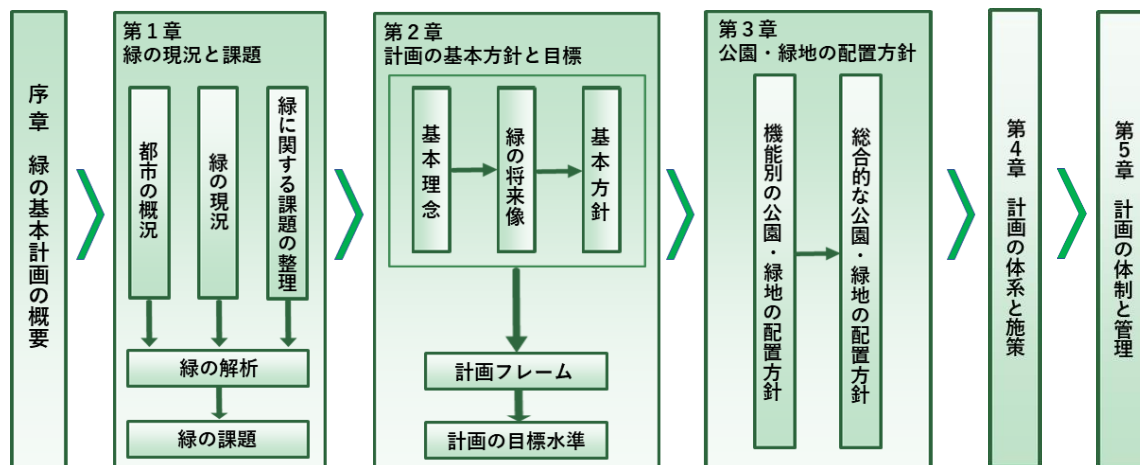 序章 緑の基本計画の概要
第1章
緑の現況と課題
都市の概況
緑の現況
緑に関する課題の整理
緑の解析
緑の課題
第2章
計画の基本方針と目標
基本理念
緑の将来像
基本方針
計画フレーム
計画の目標水準
第3章
公園・緑地の配置方針
機能別の公園・緑地の配置方針
総合的な公園・緑地の配置方針
第4章 計画の体系と施策
第5章 計画の体制と管理